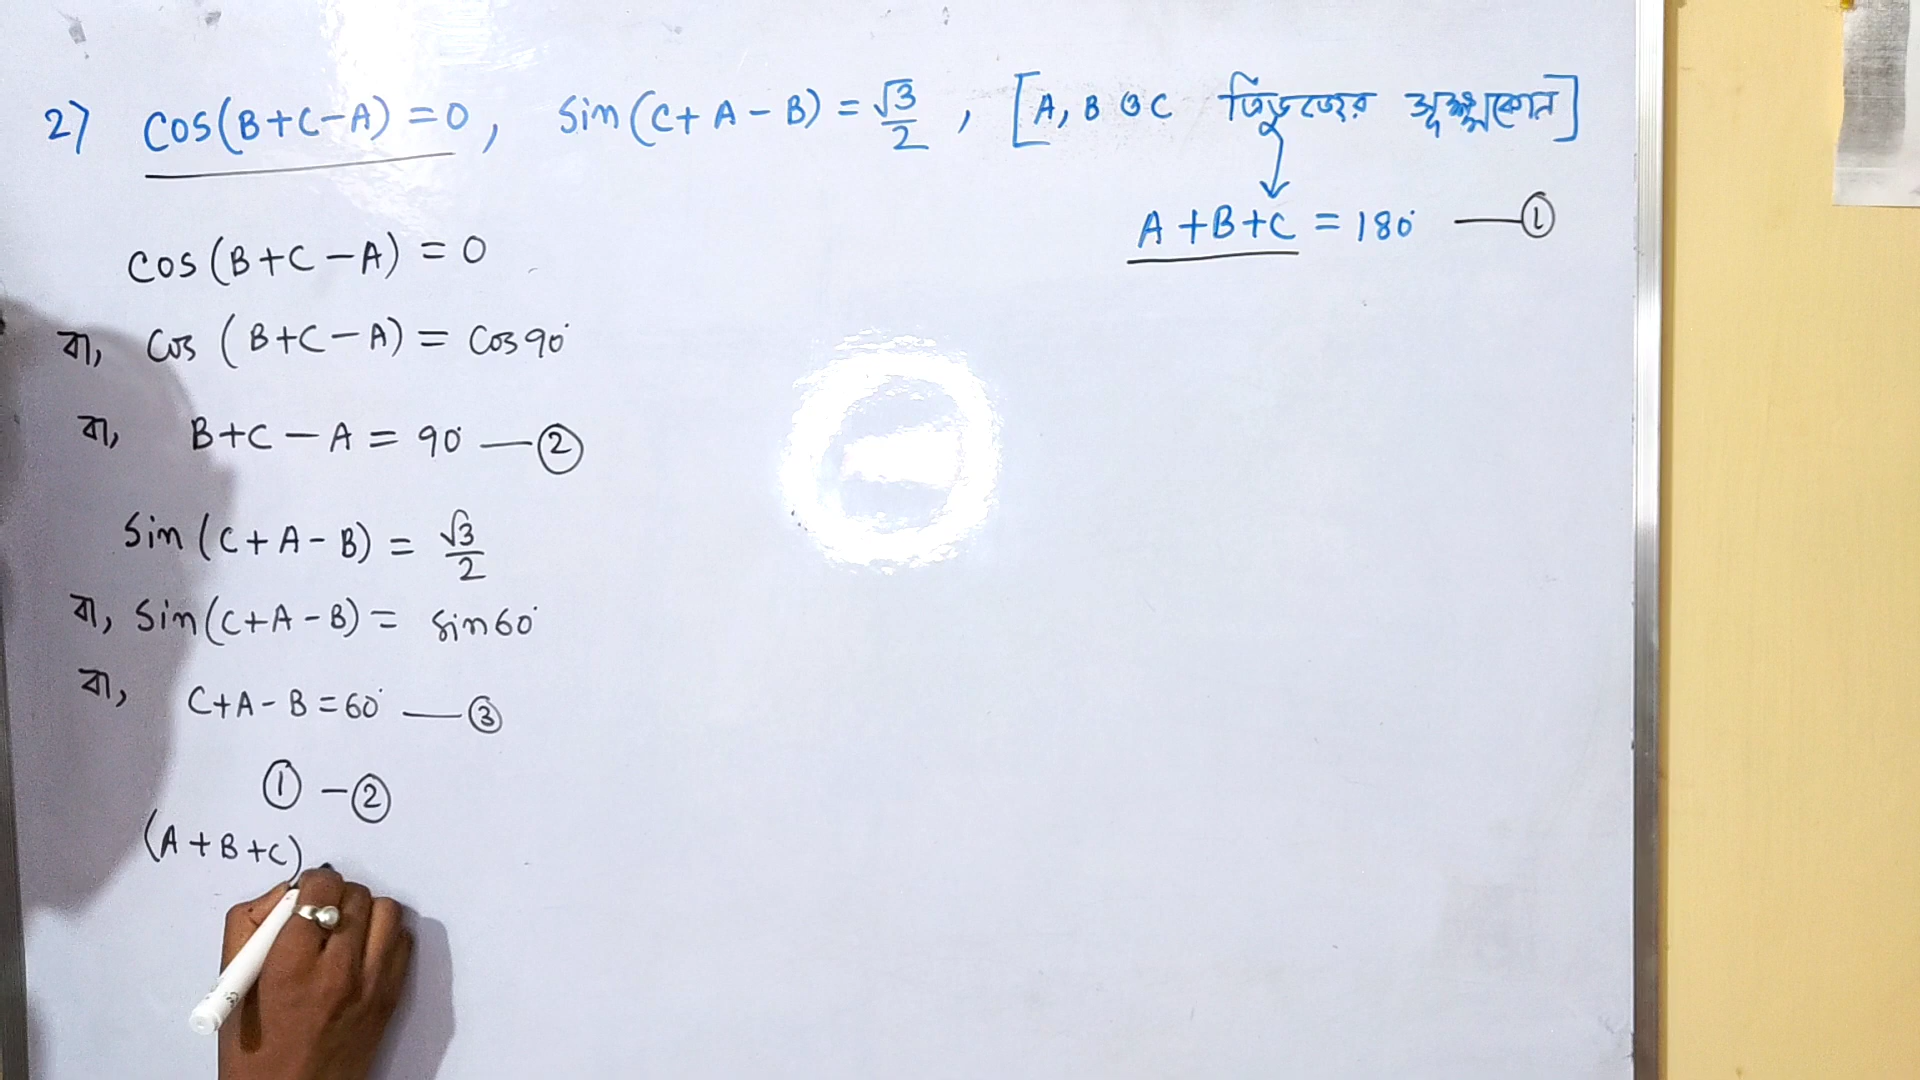 2) cos(B+C-A) = 0, sin(C+A-B) = √3/2, [A, B ও C ত্রিভুজের সূক্ষ্মকোন]
A+B+C = 180° —①
cos(B+C-A) = 0
বা, cos (B+C-A) = cos90°
বা, B+C-A = 90° —②
sin(C+A-B) = √3/2
বা, sin(C+A-B) = sin60°
বা, C+A-B = 60° —③
① -②
(A+B+C)